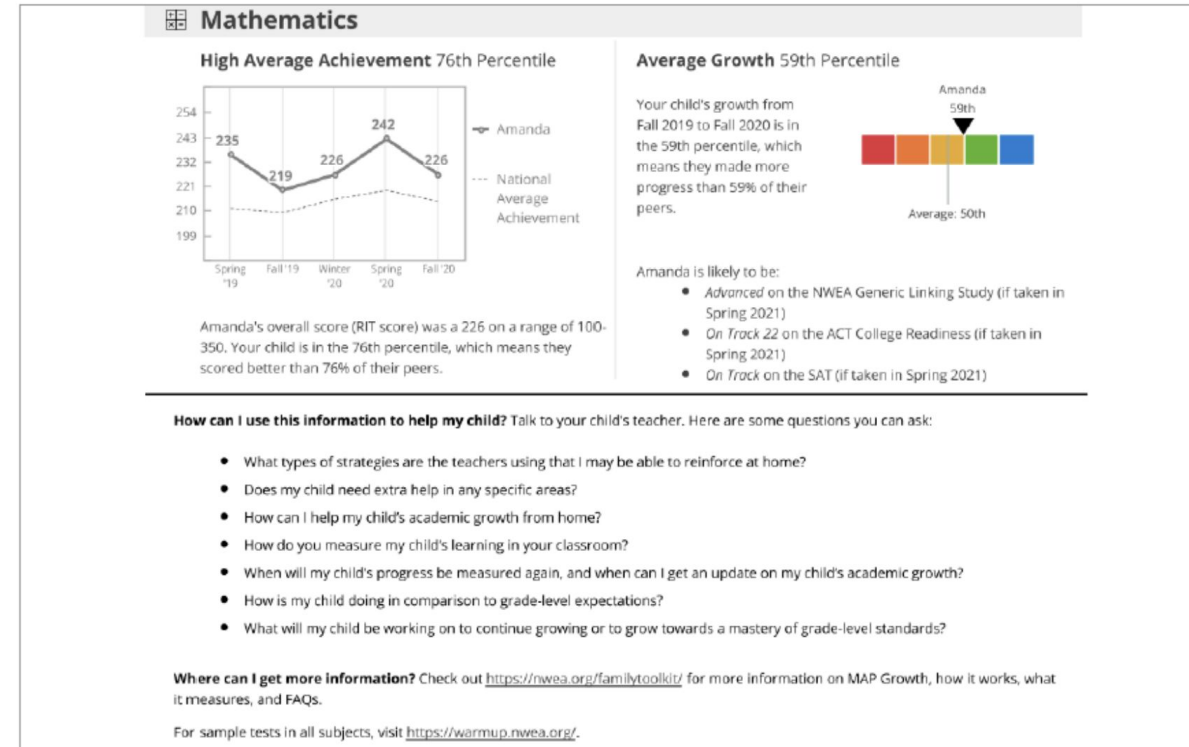 Mathematics
High Average Achievement 76th Percentile
254
243
232
221
210
199
235
219
226
242
226
Spring '19
Fall '19
Winter '20
Spring '20
Fall '20
Amanda
National Average Achievement
Amanda's overall score (RIT score) was a 226 on a range of 100-
350. Your child is in the 76th percentile, which means they
scored better than 76% of their peers.
Average Growth 59th Percentile
Your child's growth from
Fall 2019 to Fall 2020 is in
the 59th percentile, which
means they made more
progress than 59% of their
peers.
Amanda
59th
Average: 50th
Amanda is likely to be:
• Advanced on the NWEA Generic Linking Study (if taken in
Spring 2021)
• On Track 22 on the ACT College Readiness (if taken in
Spring 2021)
• On Track on the SAT (if taken in Spring 2021)
How can I use this information to help my child? Talk to your child's teacher. Here are some questions you can ask:
• What types of strategies are the teachers using that I may be able to reinforce at home?
• Does my child need extra help in any specific areas?
• How can I help my child's academic growth from home?
• How do you measure my child's learning in your classroom?
• When will my child's progress be measured again, and when can I get an update on my child's academic growth?
• How is my child doing in comparison to grade-level expectations?
• What will my child be working on to continue growing or to grow towards a mastery of grade-level standards?
Where can I get more information? Check out https://nwea.org/familytoolkit/ for more information on MAP Growth, how it works, what
it measures, and FAQs.
For sample tests in all subjects, visit https://warmup.nwea.org/.